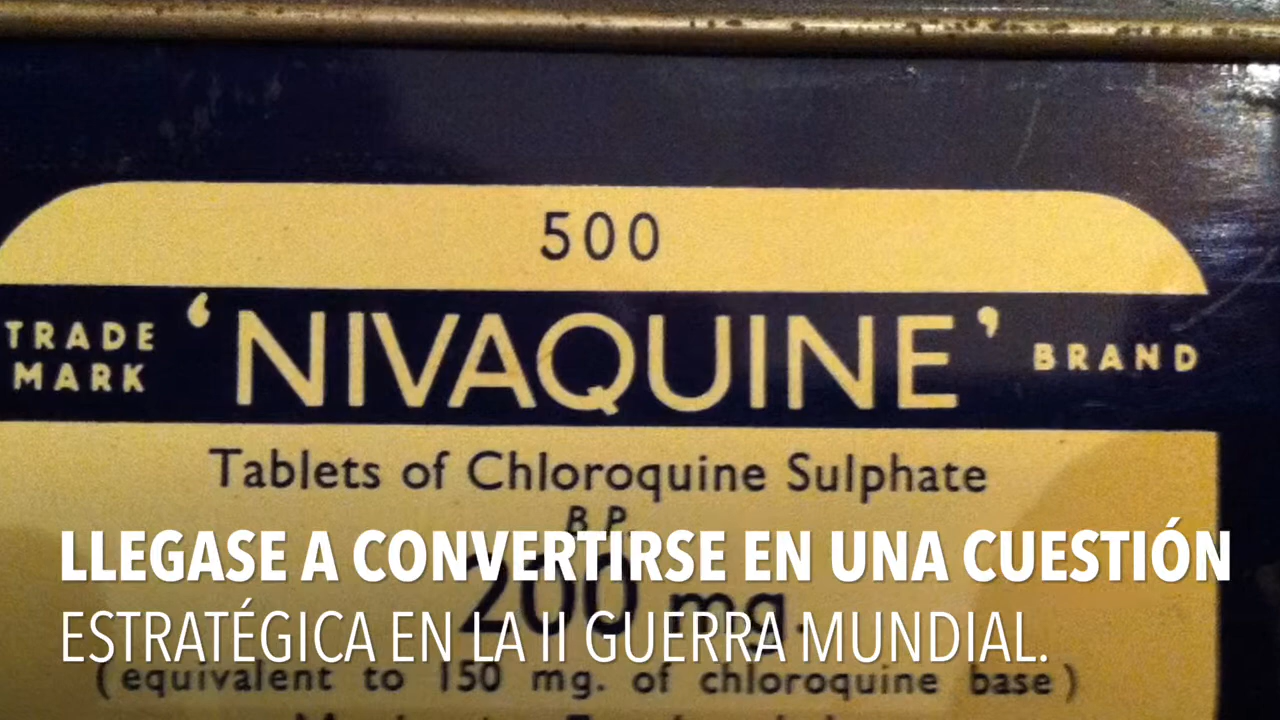 500
TRADE MARK ‘NIVAQUINE’ BRAND
Tablets of Chloroquine Sulphate
B.P.
LLEGASE A CONVERTIRSE EN UNA CUESTIÓN
200 mg.
ESTRATÉGICA EN LA II GUERRA MUNDIAL.
(equivalent to 150 mg. of chloroquine base)